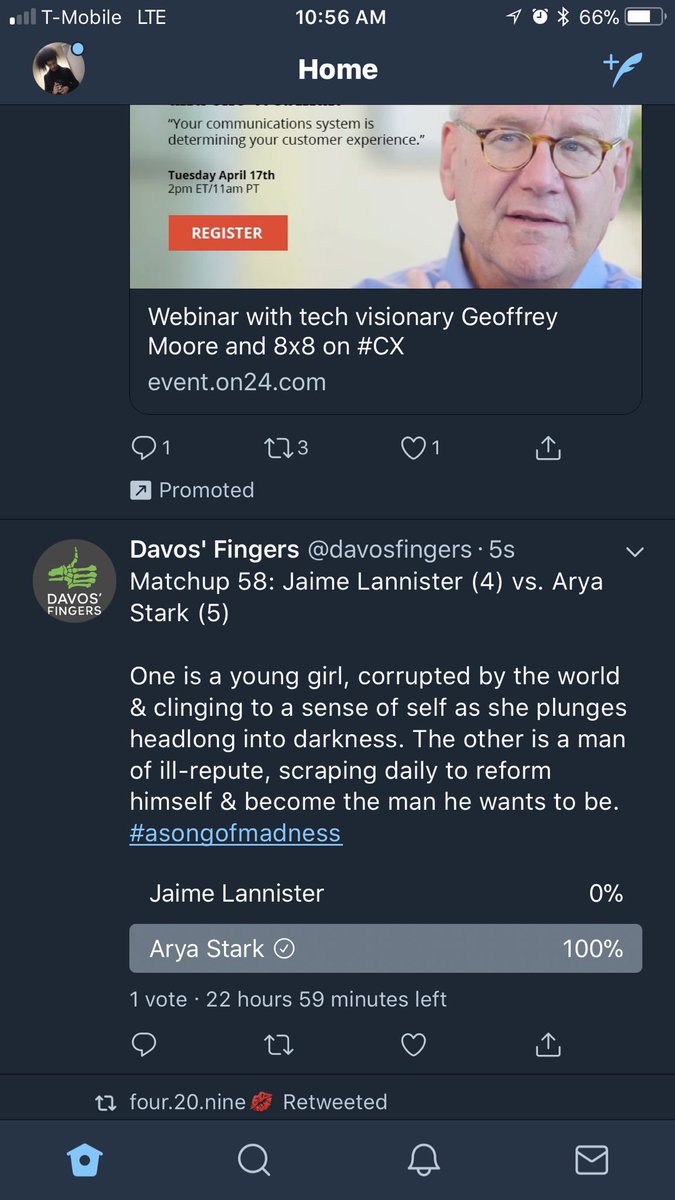 T-Mobile LTE 10:56 AM 66%
Home
“Your communications system is
determining your customer experience.”
Tuesday April 17th
2pm ET/11am PT
REGISTER
Webinar with tech visionary Geoffrey
Moore and 8x8 on #CX
event.on24.com
1 3 1
Promoted
Davos' Fingers @davosfingers · 5s
DAVOS’
FINGERS
Matchup 58: Jaime Lannister (4) vs. Arya
Stark (5)
One is a young girl, corrupted by the world
& clinging to a sense of self as she plunges
headlong into darkness. The other is a man
of ill-repute, scraping daily to reform
himself & become the man he wants to be.
#asongofmadness
Jaime Lannister 0%
Arya Stark 100%
1 vote · 22 hours 59 minutes left
four.20.nine💋 Retweeted